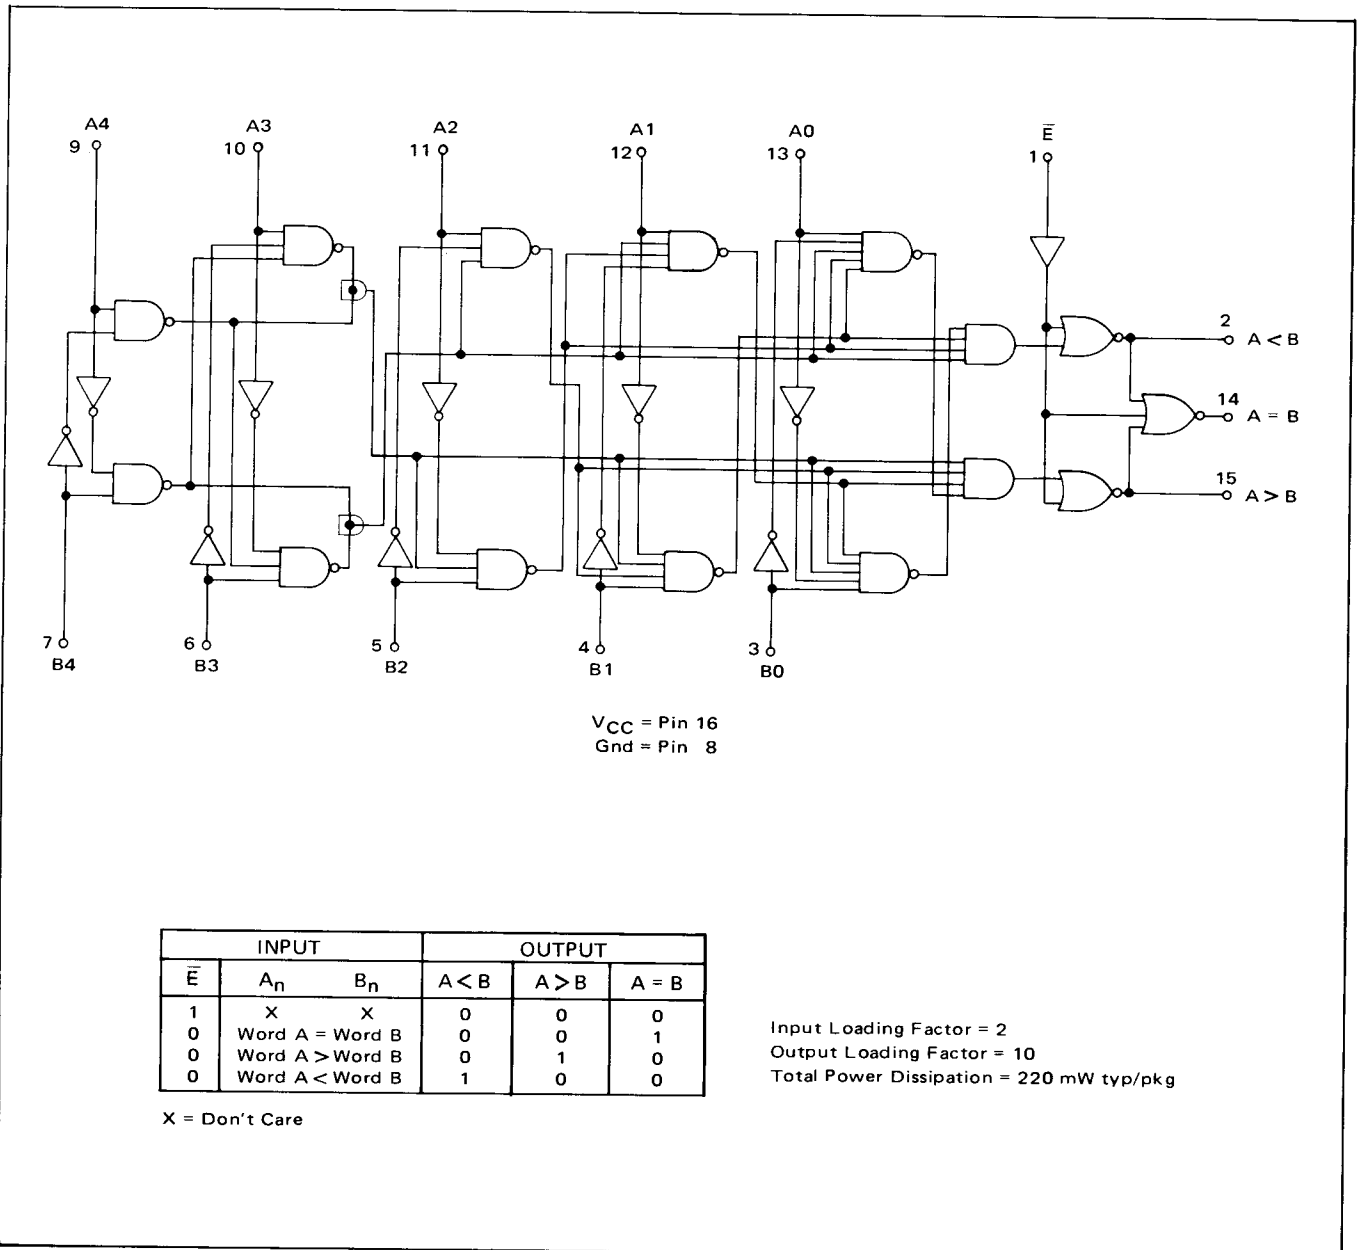 A4
9
A3
10
A2
11
A1
12
A0
13
E̅
1
2
A < B
14
A = B
15
A > B
7
B4
6
B3
5
B2
4
B1
3
B0
VCC = Pin 16
Gnd = Pin 8
INPUT OUTPUT
E̅ An Bn A < B A > B A = B
1 X X 0 0 0
0 Word A = Word B 0 0 1
0 Word A > Word B 0 1 0
0 Word A < Word B 1 0 0
X = Don't Care
Input Loading Factor = 2
Output Loading Factor = 10
Total Power Dissipation = 220 mW typ/pkg